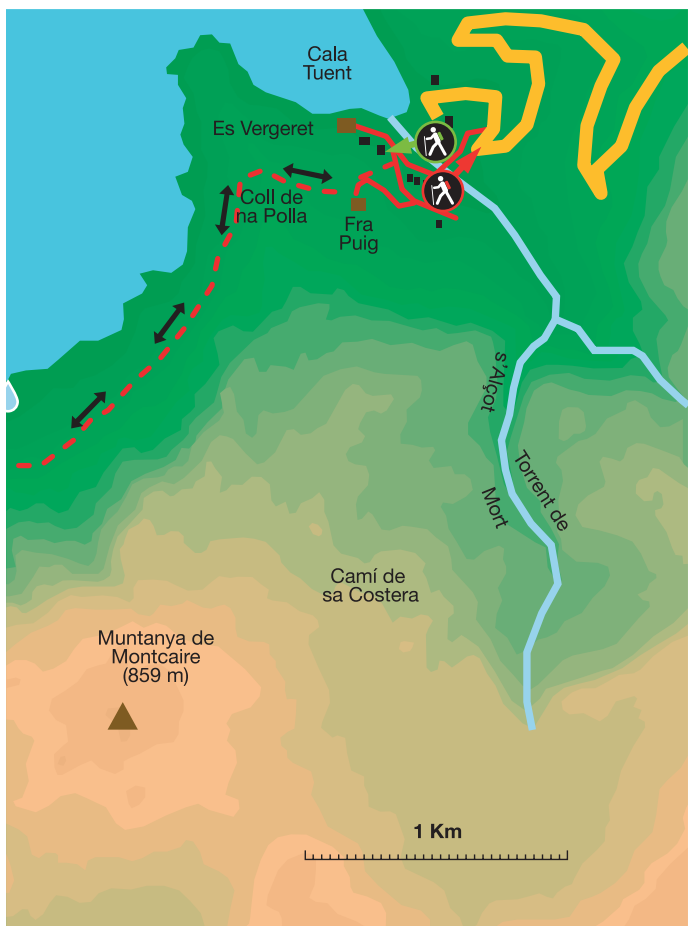 Cala
Tuent
Es Vergeret
Coll de
na Polla
Fra
Puig
s'Alçot
Torrent de
Mort
Camí de
sa Costera
Muntanya de
Montcaire
(859 m)
1 Km